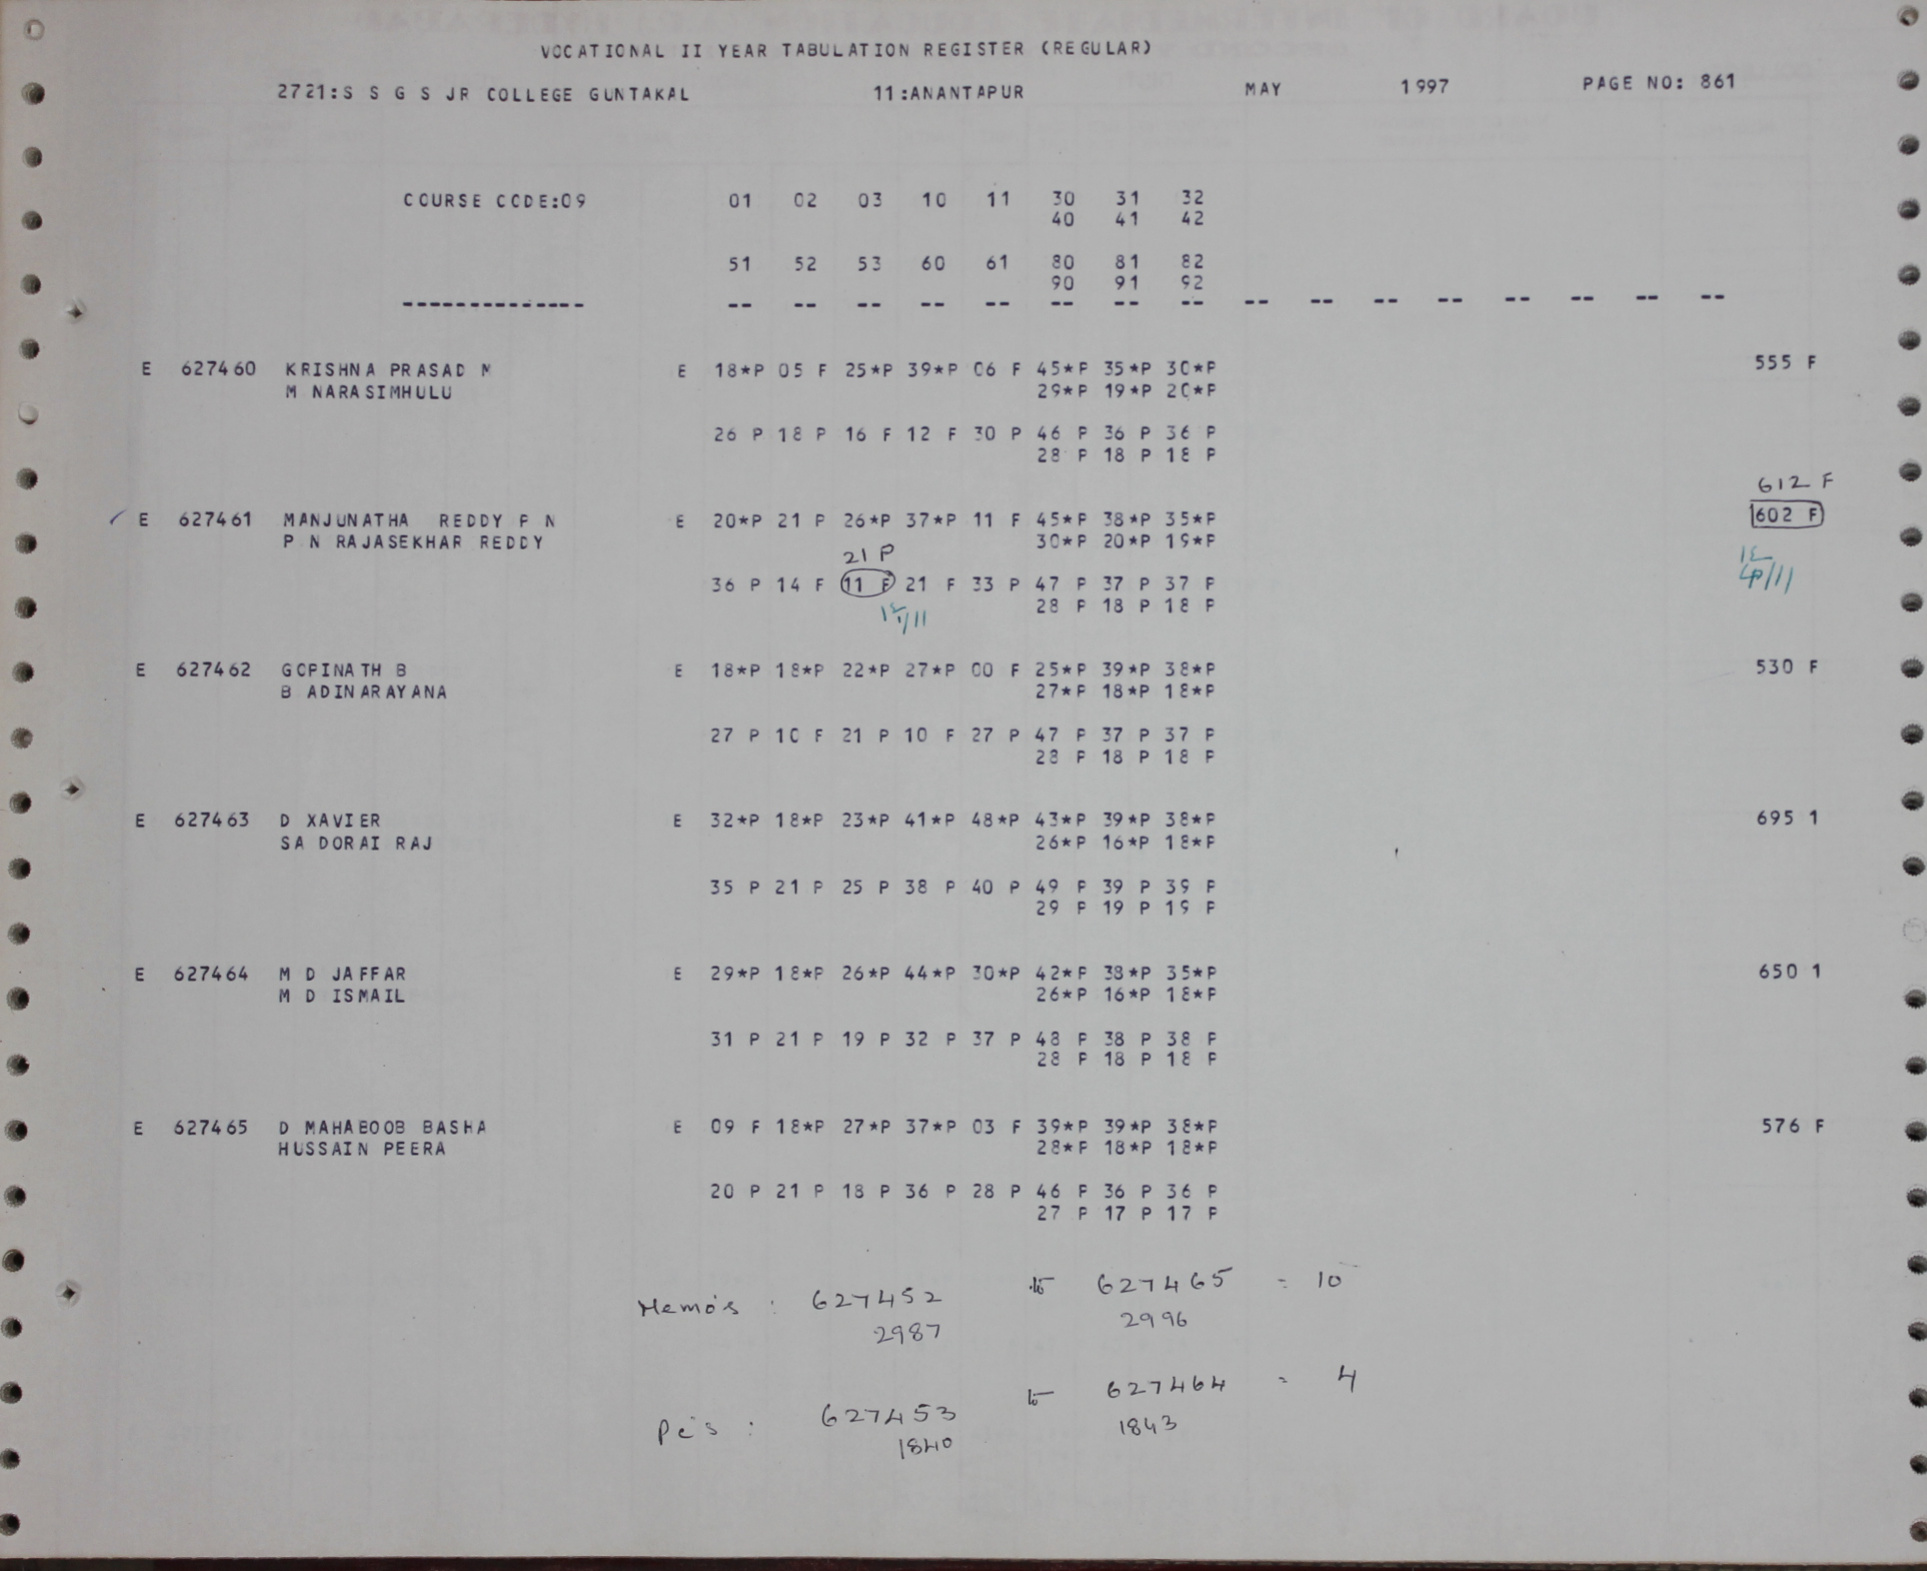 VOCATIONAL II YEAR TABULATION REGISTER (REGULAR)
2721:S S G S JR COLLEGE GUNTAKAL 11:ANANTAPUR MAY 1997 PAGE NO: 861
COURSE CODE:09 01 02 03 10 11 30 31 32
40 41 42
51 52 53 60 61 80 81 82
90 91 92
-------------- -- -- -- -- -- -- -- -- -- -- -- -- -- -- -- --
E 627460 KRISHNA PRASAD M E 18*P 05 F 25*P 39*P 06 F 45*P 35*P 30*P 555 F
M NARASIMHULU 29*P 19*P 20*P
26 P 18 P 16 F 12 F 30 P 46 P 36 P 36 P
28 P 18 P 18 P
612 F
E 627461 MANJUNATHA REDDY P N E 20*P 21 P 26*P 37*P 11 F 45*P 38*P 35*P 602 F
P N RAJASEKHAR REDDY 30*P 20*P 19*P
21 P
36 P 14 F 11 F 21 F 33 P 47 P 37 P 37 P
28 P 18 P 18 P
E 627462 GOPINATH B E 18*P 18*P 22*P 27*P 00 F 25*P 39*P 38*P 530 F
B ADINARAYANA 27*P 18*P 18*P
27 P 10 F 21 P 10 F 27 P 47 P 37 P 37 P
28 P 18 P 18 P
E 627463 D XAVIER E 32*P 18*P 23*P 41*P 48*P 43*P 39*P 38*P 695 1
SA DORAI RAJ 26*P 16*P 18*P
35 P 21 P 25 P 38 P 40 P 49 P 39 P 39 P
29 P 19 P 19 P
E 627464 M D JAFFAR E 29*P 18*P 26*P 44*P 30*P 42*P 38*P 35*P 650 1
M D ISMAIL 26*P 16*P 18*P
31 P 21 P 19 P 32 P 37 P 48 P 38 P 38 P
28 P 18 P 18 P
E 627465 D MAHABOOB BASHA E 09 F 18*P 27*P 37*P 03 F 39*P 39*P 38*P 576 F
HUSSAIN PEERA 28*P 18*P 18*P
20 P 21 P 18 P 36 P 28 P 46 P 36 P 36 P
27 P 17 P 17 P
Memo's : 627452 to 627465 = 10
2987 2996
Pc's : 627453 to 627464 = 4
1840 1843